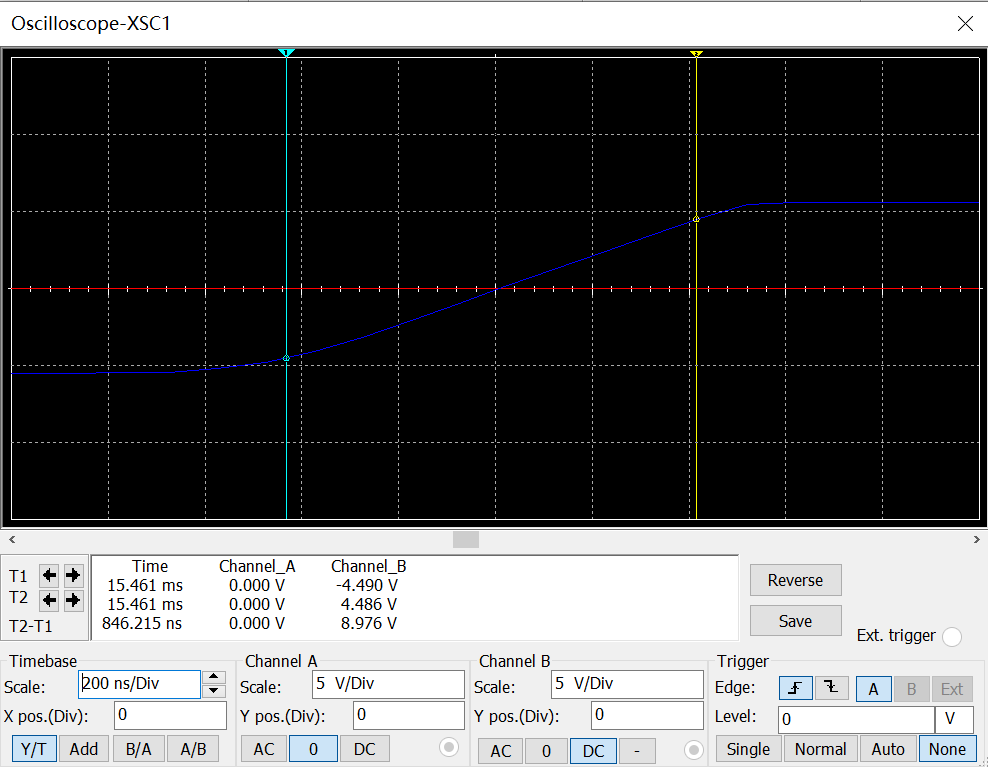 Oscilloscope-XSC1
1 2
Time Channel_A Channel_B
T1 15.461 ms 0.000 V -4.490 V
T2 15.461 ms 0.000 V 4.486 V
T2-T1 846.215 ns 0.000 V 8.976 V
Reverse
Save
Ext. trigger
Timebase
Scale: 200 ns/Div
X pos.(Div): 0
Y/T Add B/A A/B
Channel A
Scale: 5 V/Div
Y pos.(Div): 0
AC 0 DC
Channel B
Scale: 5 V/Div
Y pos.(Div): 0
AC 0 DC -
Trigger
Edge: A B Ext
Level: 0 V
Single Normal Auto None